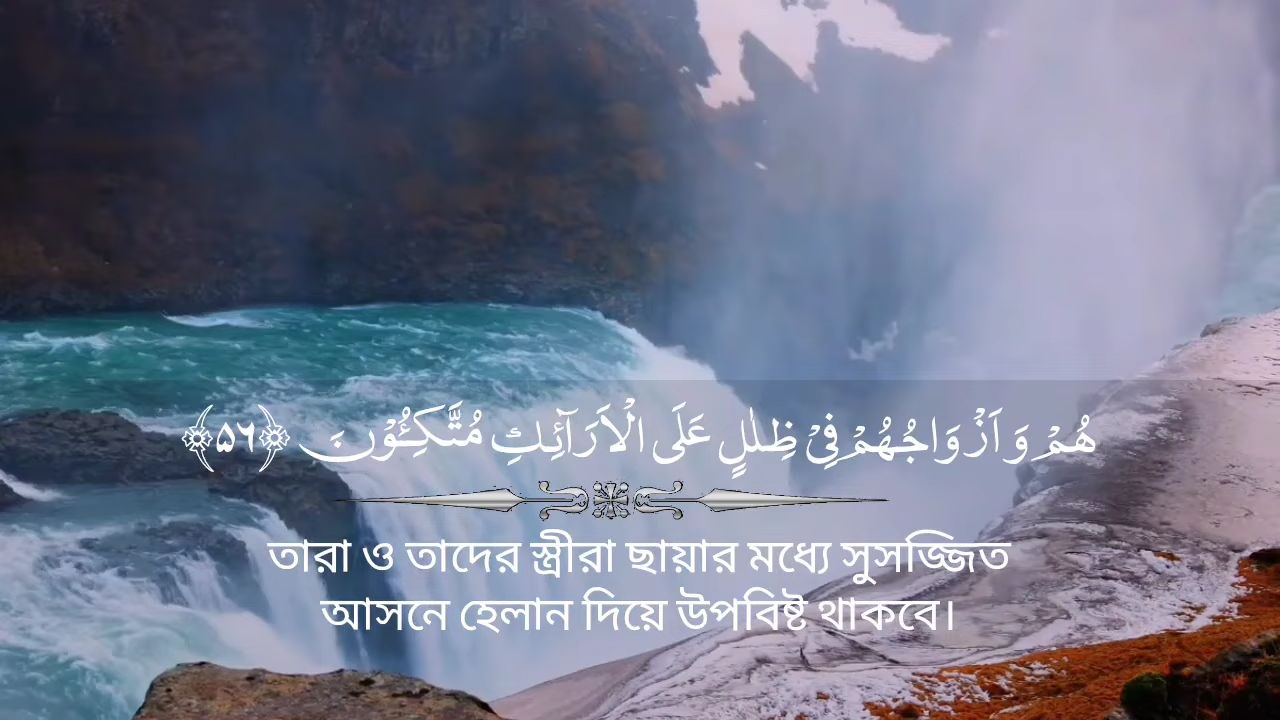 هُمۡ وَ اَزۡوَاجُهُمۡ فِیۡ ظِلٰلٍ عَلَی الۡاَرَآئِكِ مُتَّكِـُٔوۡنَ ﴿۵۶﴾
তারা ও তাদের স্ত্রীরা ছায়ার মধ্যে সুসজ্জিত
আসনে হেলান দিয়ে উপবিষ্ট থাকবে।